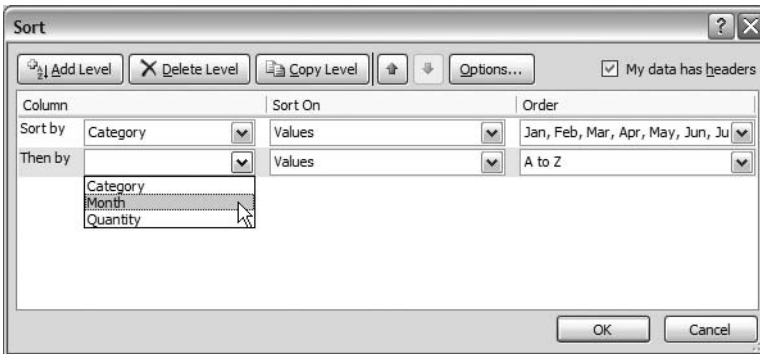 Sort
Add Level Delete Level Copy Level Options... My data has headers
Column Sort On Order
Sort by Category Values Jan, Feb, Mar, Apr, May, Jun, Ju
Then by Values A to Z
Category
Month
Quantity
OK Cancel